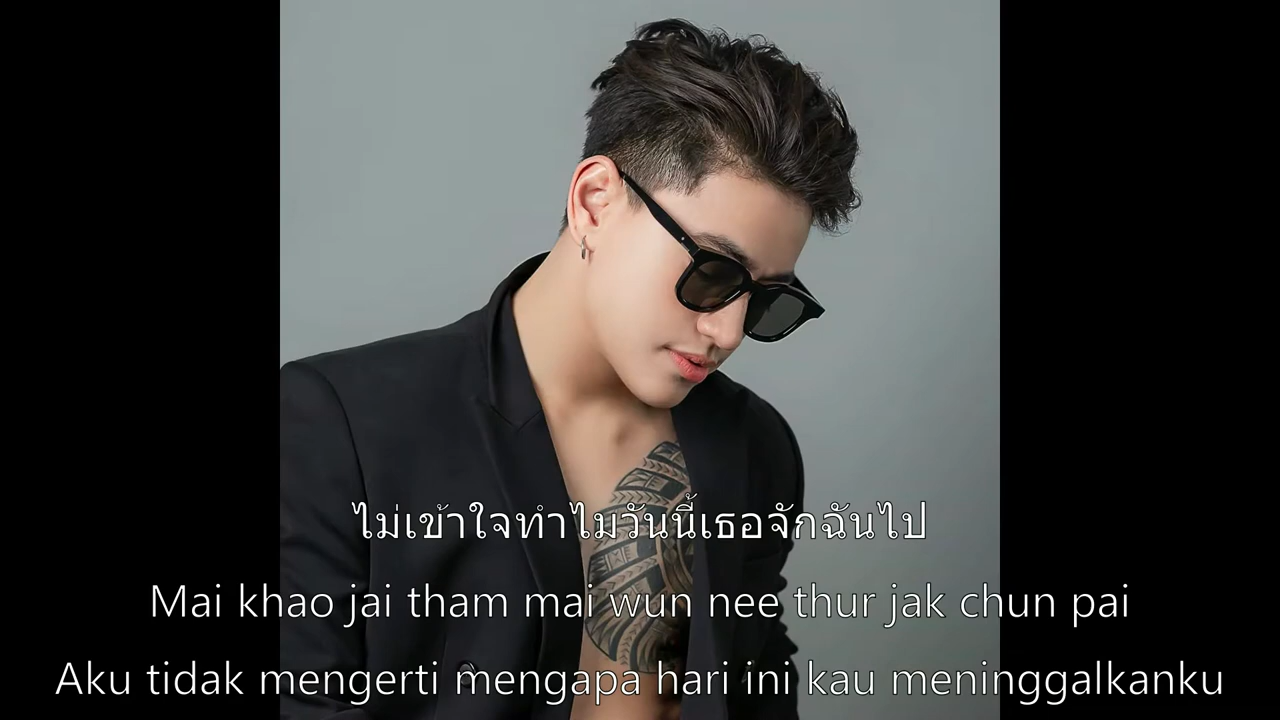 ไม่เข้าใจทำไมวันนี้เธอจักฉันไป
Mai khao jai tham mai wun nee thur jak chun pai
Aku tidak mengerti mengapa hari ini kau meninggalkanku